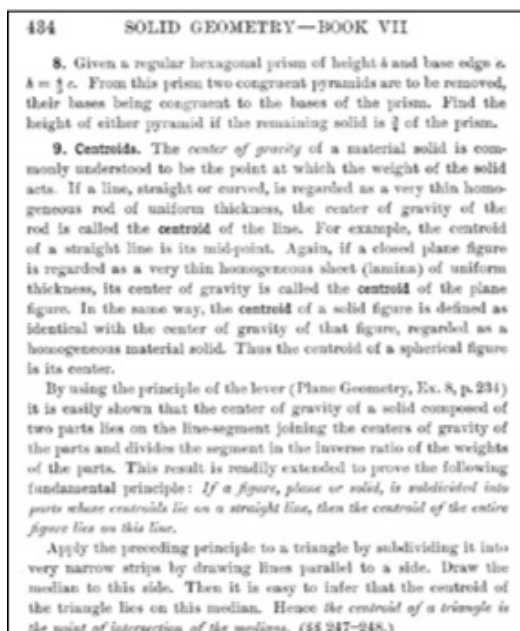 434 SOLID GEOMETRY—BOOK VII
8. Given a regular hexagonal prism of height h and base edge e.
h = e. From this prism two congruent pyramids are to be removed,
their bases being congruent to the bases of the prism. Find the
height of either pyramid if the remaining solid is of the prism.
9. Centroids. The center of gravity of a material solid is com-
monly understood to be the point at which the weight of the solid
acts. If a line, straight or curved, is regarded as a very thin homo-
geneous rod of uniform thickness, the center of gravity of the
rod is called the centroid of the line. For example, the centroid
of a straight line is its mid-point. Again, if a closed plane figure
is regarded as a very thin homogeneous sheet (lamina) of uniform
thickness, its center of gravity is called the centroid of the plane
figure. In the same way, the centroid of a solid figure is defined as
identical with the center of gravity of that figure, regarded as a
homogeneous material solid. Thus the centroid of a spherical figure
is its center.
By using the principle of the lever (Plane Geometry, Ex. 8, p. 234)
it is easily shown that the center of gravity of a solid composed of
two parts lies on the line-segment joining the centers of gravity of
the parts and divides the segment in the inverse ratio of the weights
of the parts. This result is readily extended to prove the following
fundamental principle: If a figure, plane or solid, is subdivided into
parts whose centroids lie on a straight line, then the centroid of the entire
figure lies on this line.
Apply the preceding principle to a triangle by subdividing it into
very narrow strips by drawing lines parallel to a side. Draw the
median to this side. Then it is easy to infer that the centroid of
the triangle lies on this median. Hence the centroid of a triangle is
the point of intersection of the medians. (§§ 247-248.)